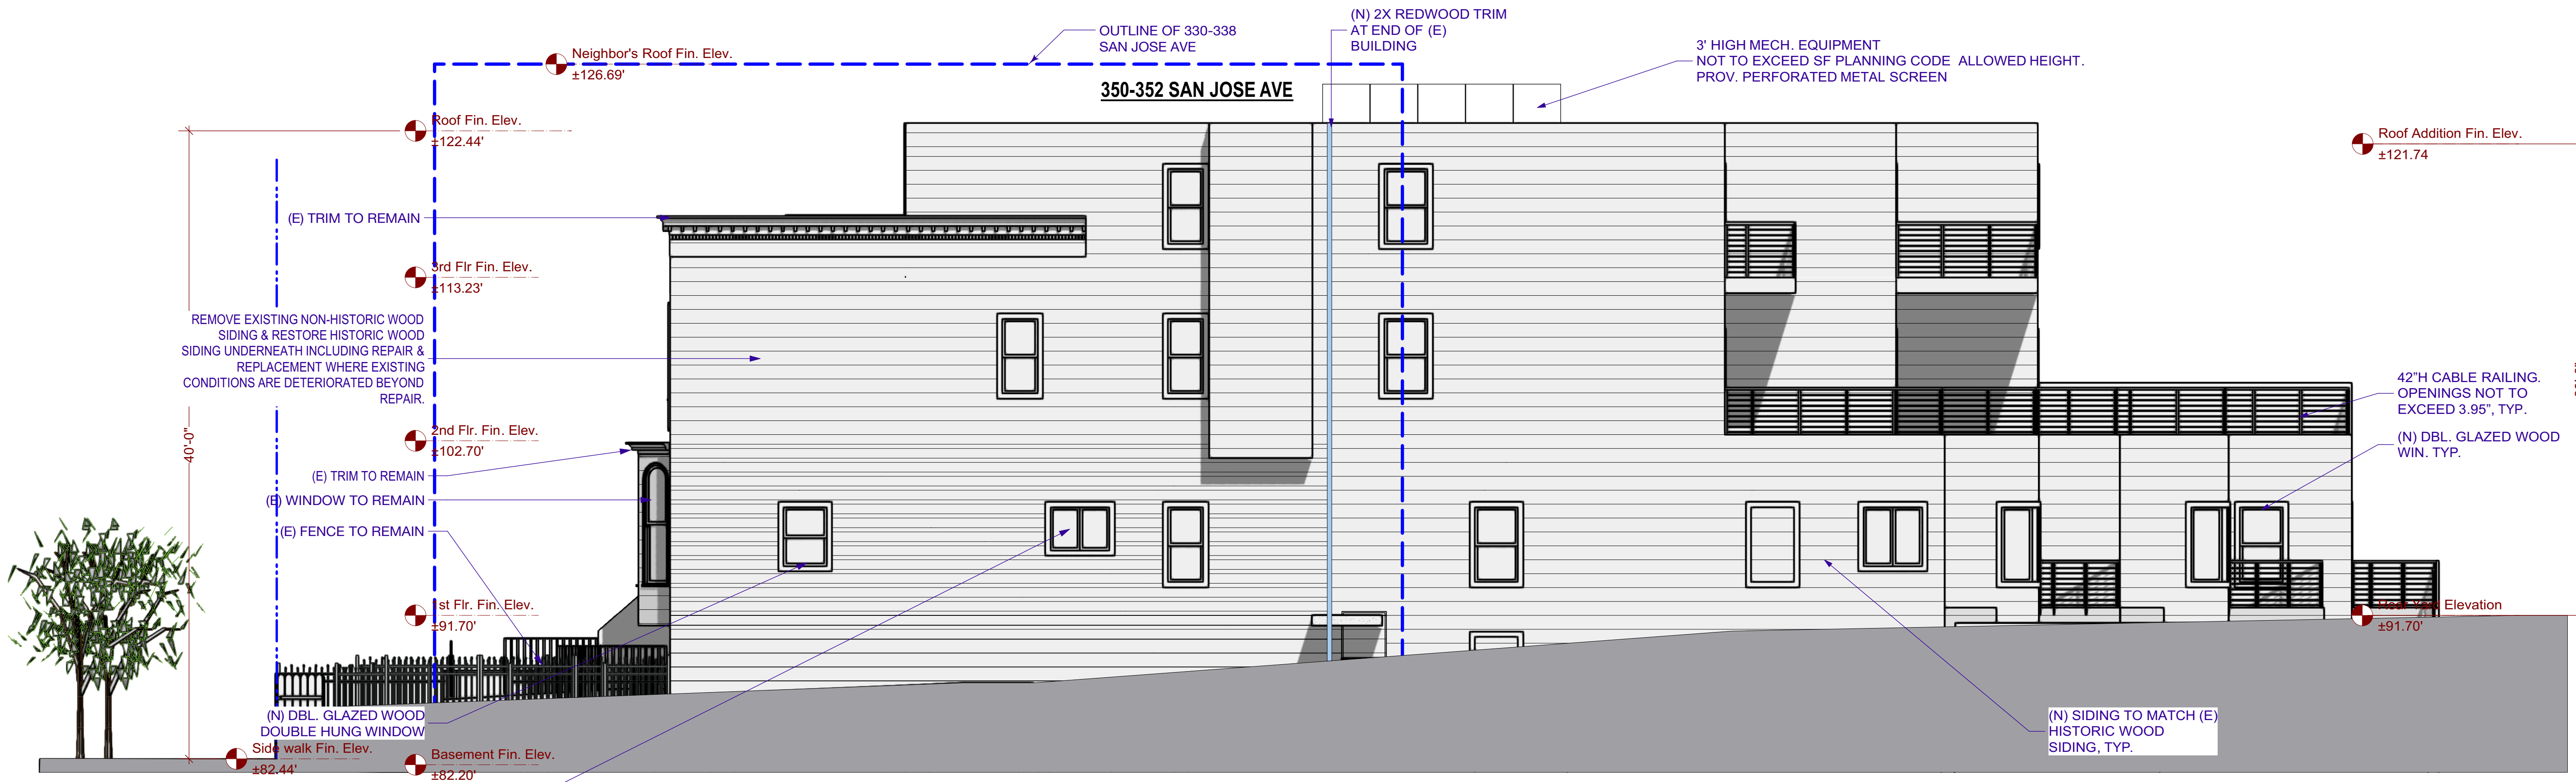 OUTLINE OF 330-338
SAN JOSE AVE
(N) 2X REDWOOD TRIM
AT END OF (E)
BUILDING
3' HIGH MECH. EQUIPMENT
NOT TO EXCEED SF PLANNING CODE ALLOWED HEIGHT.
PROV. PERFORATED METAL SCREEN
Neighbor's Roof Fin. Elev.
±126.69'
350-352 SAN JOSE AVE
Roof Fin. Elev.
±122.44'
Roof Addition Fin. Elev.
±121.74
(E) TRIM TO REMAIN
3rd Flr Fin. Elev.
±113.23'
REMOVE EXISTING NON-HISTORIC WOOD
SIDING & RESTORE HISTORIC WOOD
SIDING UNDERNEATH INCLUDING REPAIR &
REPLACEMENT WHERE EXISTING
CONDITIONS ARE DETERIORATED BEYOND
REPAIR.
42"H CABLE RAILING.
OPENINGS NOT TO
EXCEED 3.95", TYP.
40'-0"
2nd Flr. Fin. Elev.
±102.70'
(N) DBL. GLAZED WOOD
WIN. TYP.
(E) TRIM TO REMAIN
(E) WINDOW TO REMAIN
(E) FENCE TO REMAIN
1st Flr. Fin. Elev.
±91.70'
Rear Yard Elevation
±91.70'
(N) DBL. GLAZED WOOD
DOUBLE HUNG WINDOW
(N) SIDING TO MATCH (E)
HISTORIC WOOD
SIDING, TYP.
Side walk Fin. Elev.
±82.44'
Basement Fin. Elev.
±82.20'